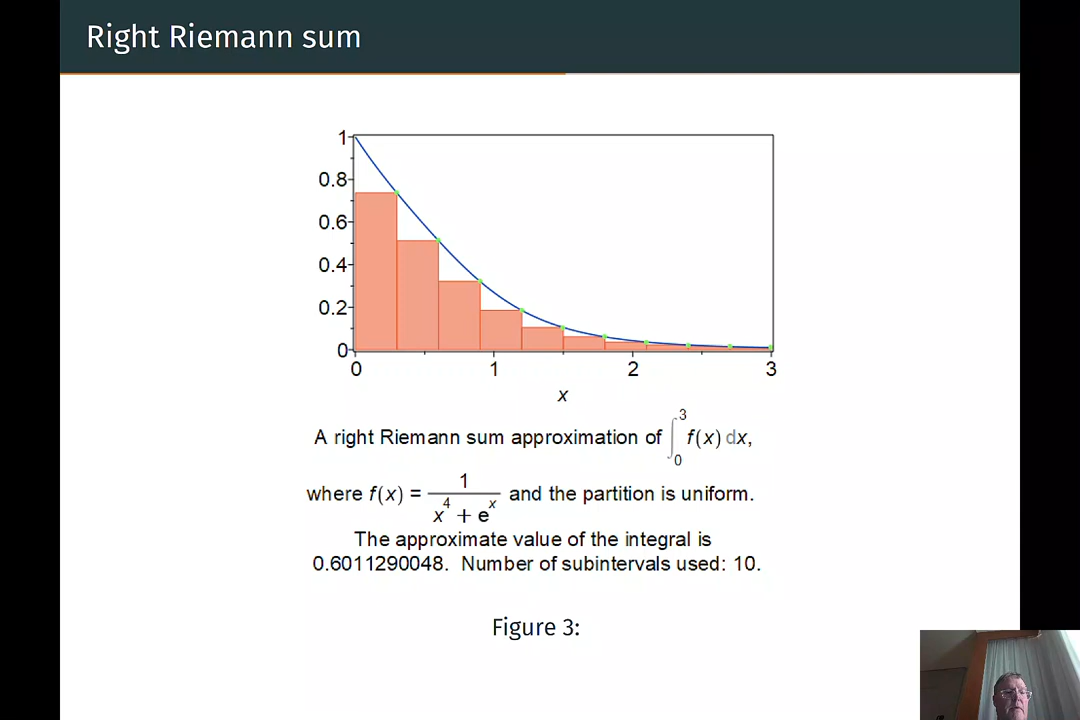 Right Riemann sum
1
0.8
0.6
0.4
0.2
0
0 1 2 3
x
A right Riemann sum approximation of ∫₀³ f(x) dx,
where f(x) = 1/(x⁴ + eˣ) and the partition is uniform.
The approximate value of the integral is
0.6011290048. Number of subintervals used: 10.
Figure 3: